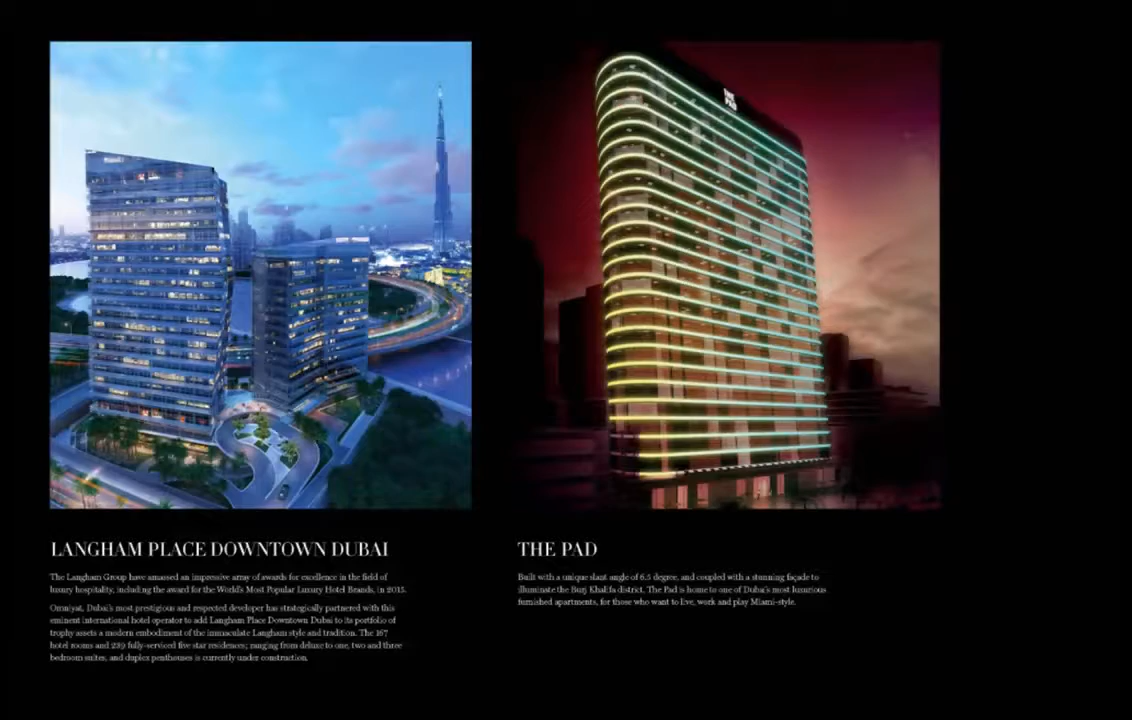 THE
PAD
LANGHAM PLACE DOWNTOWN DUBAI
The Langham Group have amassed an impressive array of awards for excellence in the field of
luxury hospitality, including the award for the World's Most Popular Luxury Hotel Brands, in 2015.
Omniyat, Dubai's most prestigious and respected developer has strategically partnered with this
eminent international hotel operator to add Langham Place Downtown Dubai to its portfolio of
trophy assets a modern embodiment of the immaculate Langham style and tradition. The 167
hotel rooms and 239 fully-serviced five star residences; ranging from deluxe to one, two and three
bedroom suites, and duplex penthouses is currently under construction.
THE PAD
Built with a unique slant angle of 6.5 degree, and coupled with a stunning façade to
illuminate the Burj Khalifa district, The Pad is home to one of Dubai's most luxurious
furnished apartments, for those who want to live, work and play Miami-style.